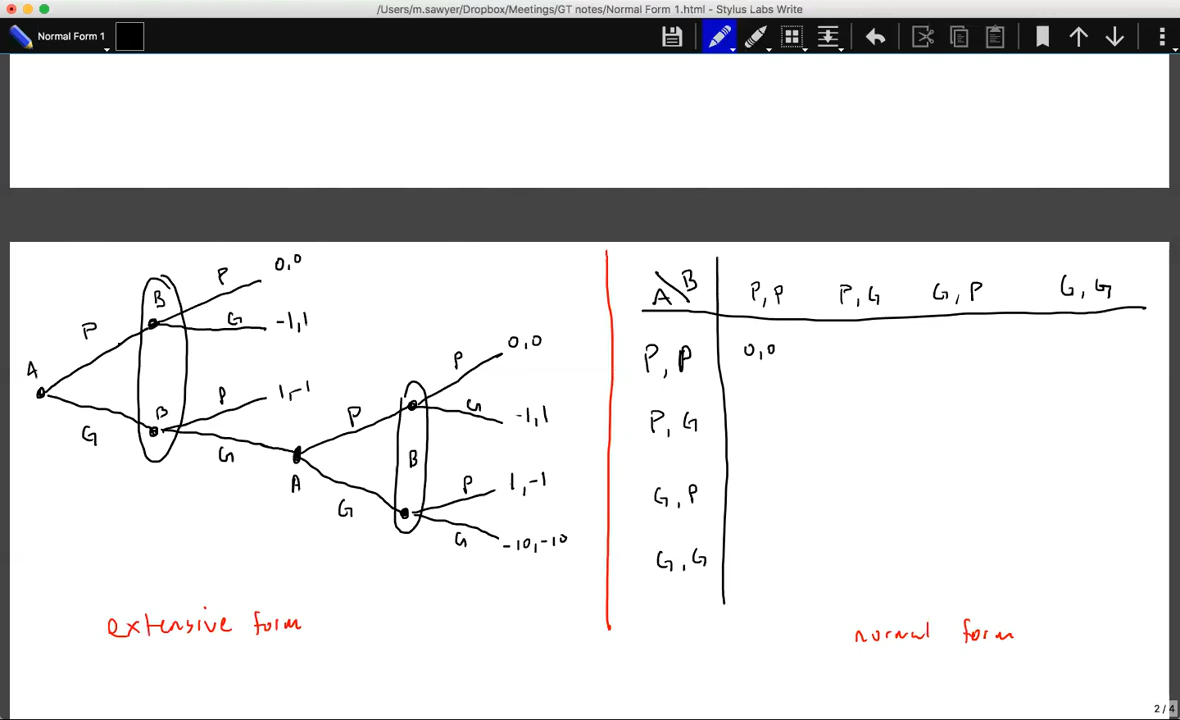 /Users/m.sawyer/Dropbox/Meetings/GT notes/Normal Form 1.html - Stylus Labs Write
Normal Form 1
A
P
G
B
B
P
0,0
G
-1,1
P
1,-1
G
A
P
G
B
P
0,0
G
-1,1
P
1,-1
G
-10,-10
extensive form
A B P,P P,G G,P G,G
P,P 0,0
P,G
G,P
G,G
normal form
2 / 4